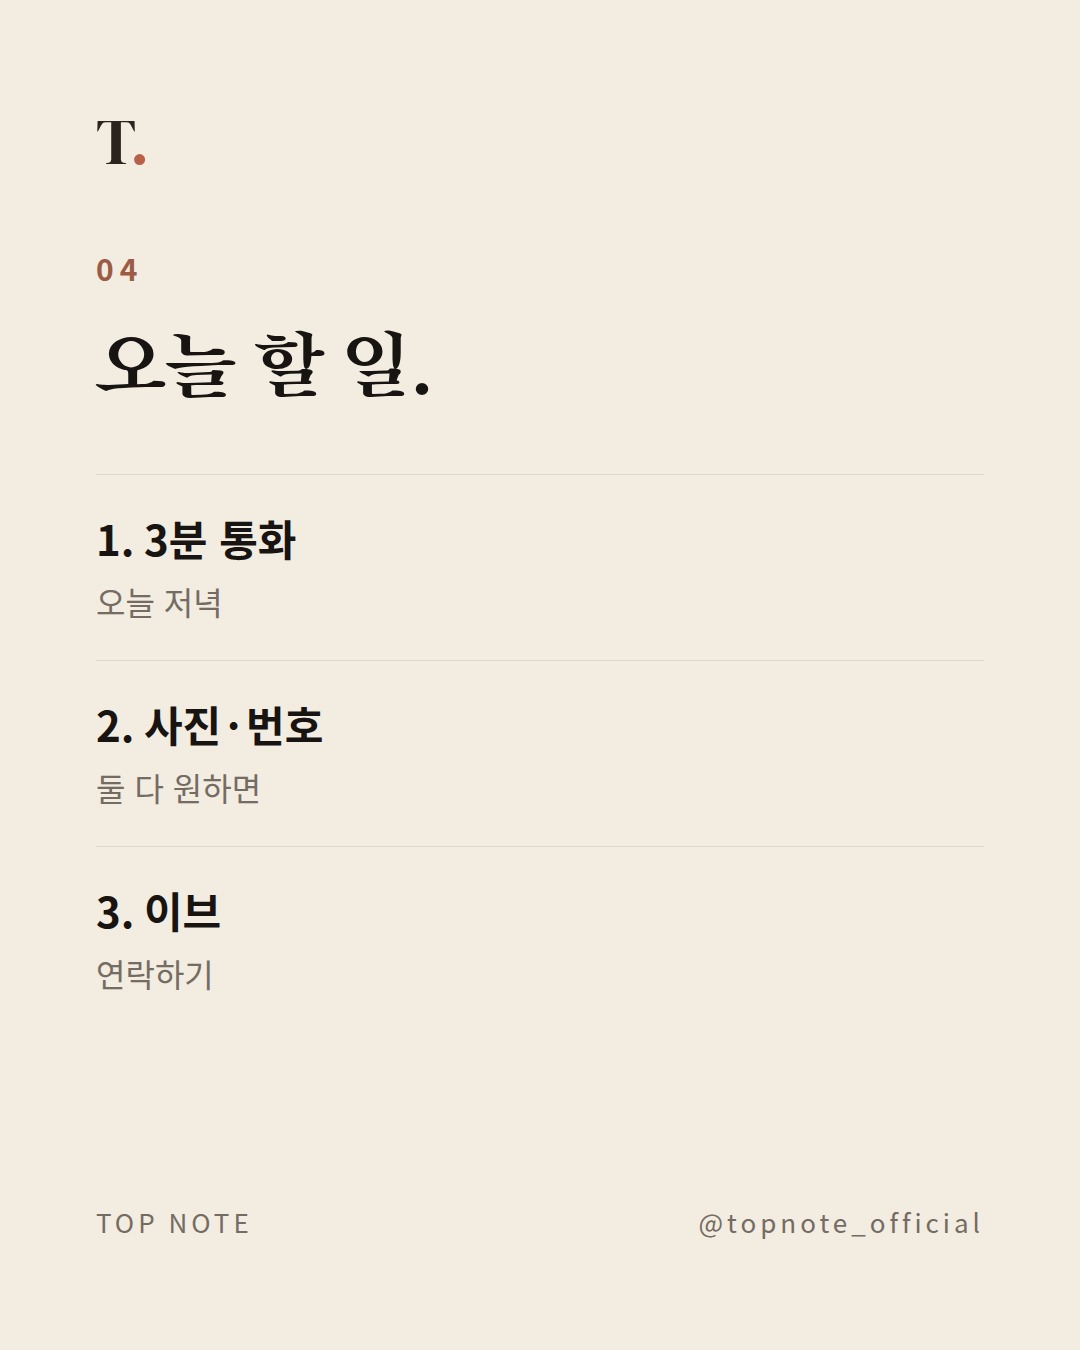 T.
04
오늘 할 일.
1. 3분 통화
오늘 저녁
2. 사진·번호
둘 다 원하면
3. 이브
연락하기
TOP NOTE
@topnote_official